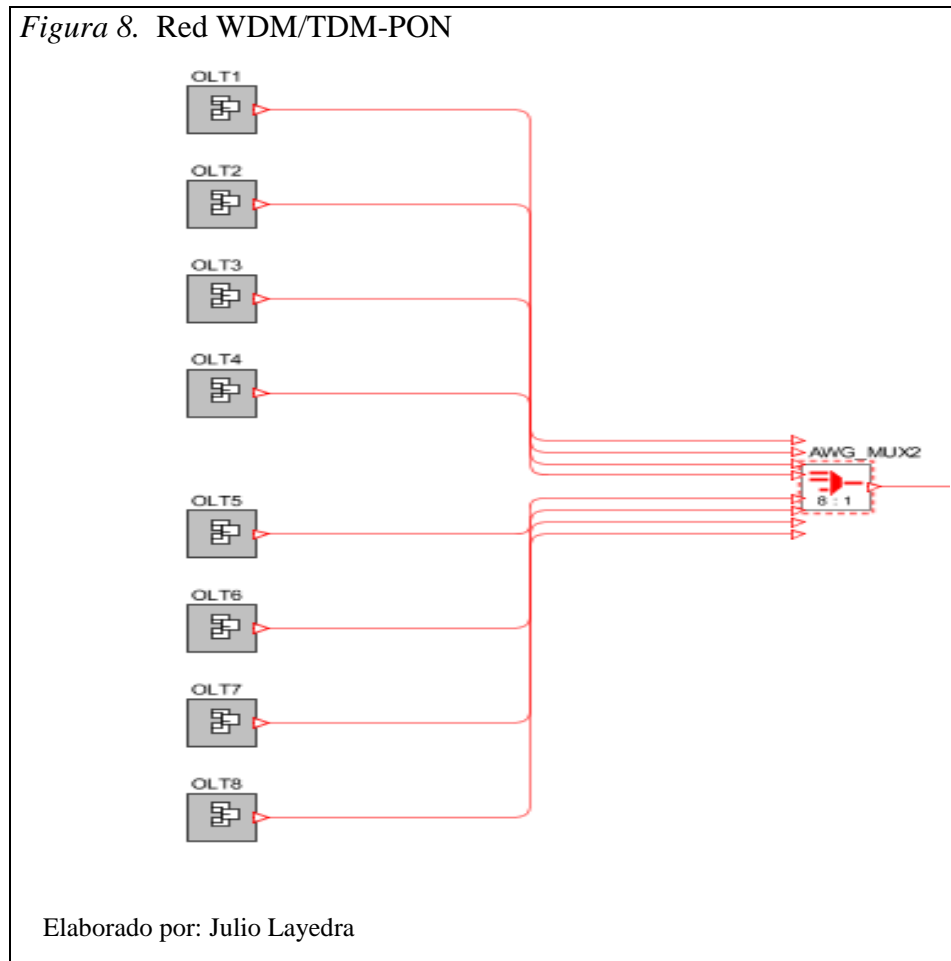 Figura 8. Red WDM/TDM-PON
OLT1
OLT2
OLT3
OLT4
AWG_MUX2
8 : 1
OLT5
OLT6
OLT7
OLT8
Elaborado por: Julio Layedra